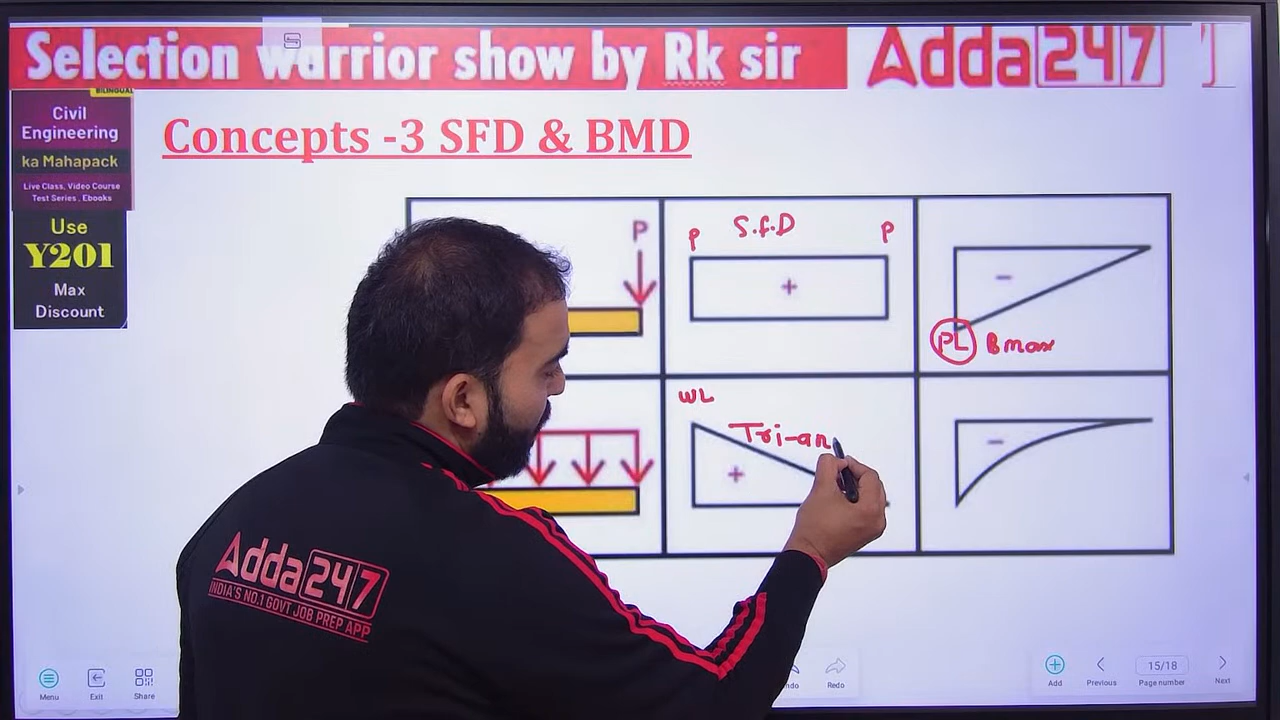 Selection warrior show by Rk sir
Adda247
BILINGUAL
Civil
Engineering
ka Mahapack
Live Class, Video Course
Test Series , Ebooks
Use
Y201
Max
Discount
Concepts -3 SFD & BMD
P
P S.f.D P
+
-
PL B max
WL
Tri-an
+
-
Adda247
INDIA'S NO.1 GOVT JOB PREP APP
Menu
Exit
Share
Redo
Add
Previous
15/18
Page number
Next